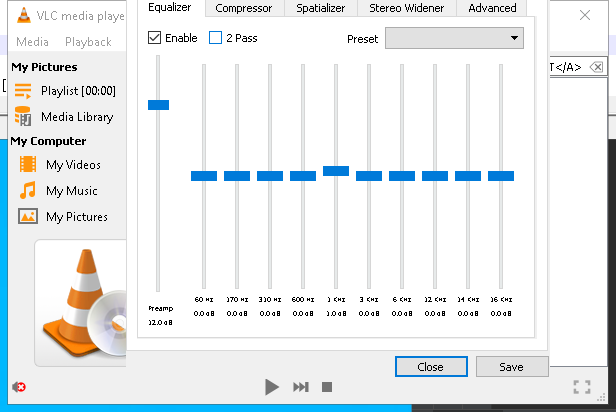 VLC media playe
Media Playback
My Pictures
Playlist [00:00]
Media Library
My Computer
My Videos
My Music
My Pictures
Equalizer Compressor Spatializer Stereo Widener Advanced
Enable 2 Pass Preset
T</A>
60 Hz 170 Hz 310 Hz 600 Hz 1 KHz 3 KHz 6 KHz 12 KHz 14 KHz 16 KHz
Preamp
0.0 dB 0.0 dB 0.0 dB 0.0 dB 1.0 dB 0.0 dB 0.0 dB 0.0 dB 0.0 dB 0.0 dB
12.0 dB
Close Save